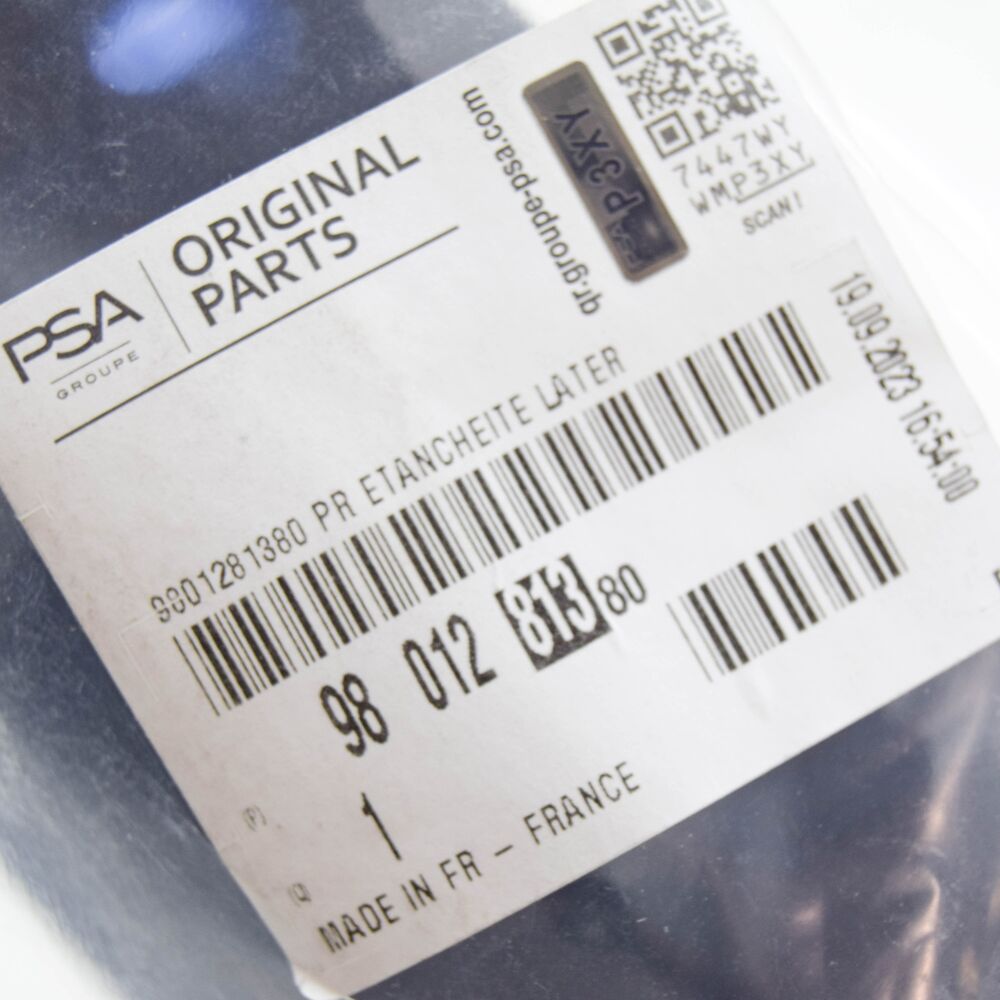 PSA
GROUPE
ORIGINAL
PARTS
qr.groupe-psa.com
P3XY
7447WY
WMP3XY
SCAN!
19.09.2023 16:54:00
9801281380 PR ETANCHEITE LATER
98 012 813 80
(P)
1
(Q)
MADE IN FR - FRANCE